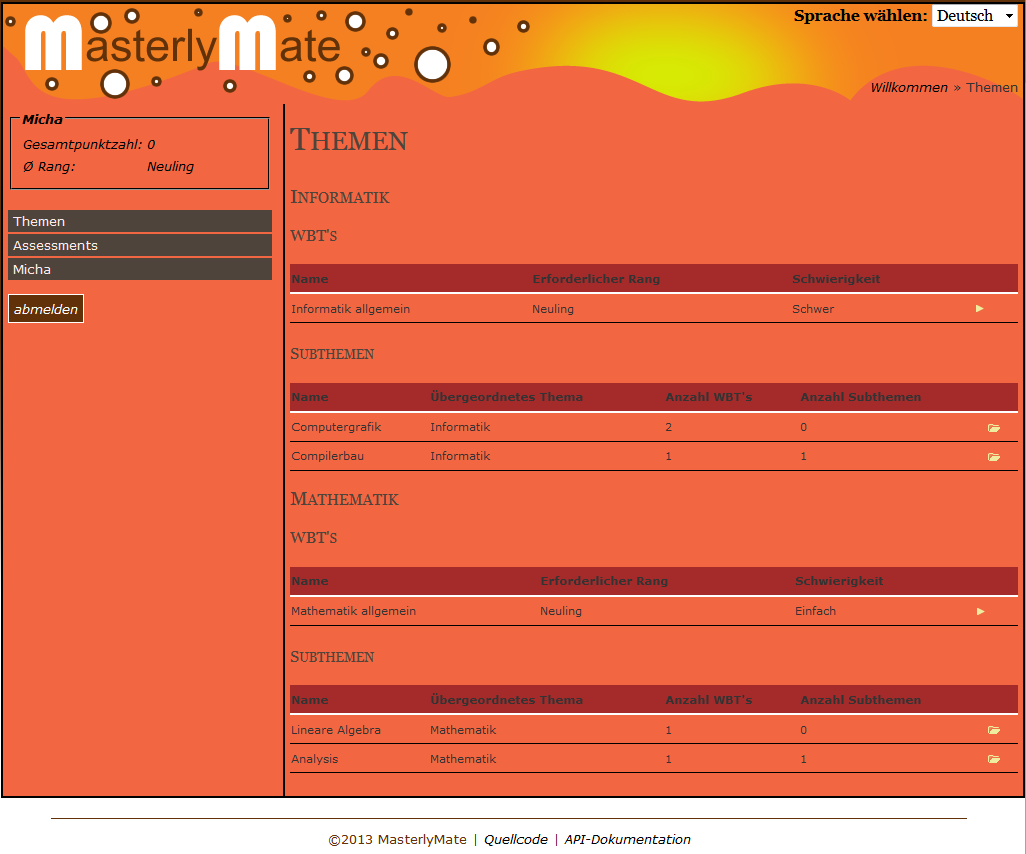 MasterlyMate
Sprache wählen: Deutsch
Willkommen » Themen
Micha
Gesamtpunktzahl: 0
Ø Rang: Neuling
Themen
Assessments
Micha
abmelden
Themen
Informatik
WBT's
Name Erforderlicher Rang Schwierigkeit
Informatik allgemein Neuling Schwer
Subthemen
Name Übergeordnetes Thema Anzahl WBT's Anzahl Subthemen
Computergrafik Informatik 2 0
Compilerbau Informatik 1 1
Mathematik
WBT's
Name Erforderlicher Rang Schwierigkeit
Mathematik allgemein Neuling Einfach
Subthemen
Name Übergeordnetes Thema Anzahl WBT's Anzahl Subthemen
Lineare Algebra Mathematik 1 0
Analysis Mathematik 1 1
©2013 MasterlyMate | Quellcode | API-Dokumentation